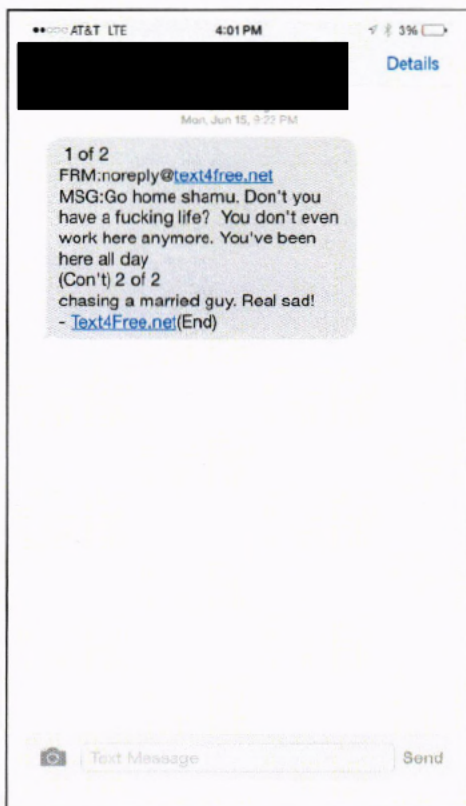 AT&T LTE 4:01 PM 3%
Details
Mon, Jun 15, 9:22 PM
1 of 2
FRM:noreply@text4free.net
MSG:Go home shamu. Don't you
have a fucking life? You don't even
work here anymore. You've been
here all day
(Con't) 2 of 2
chasing a married guy. Real sad!
- Text4Free.net(End)
Text Message Send